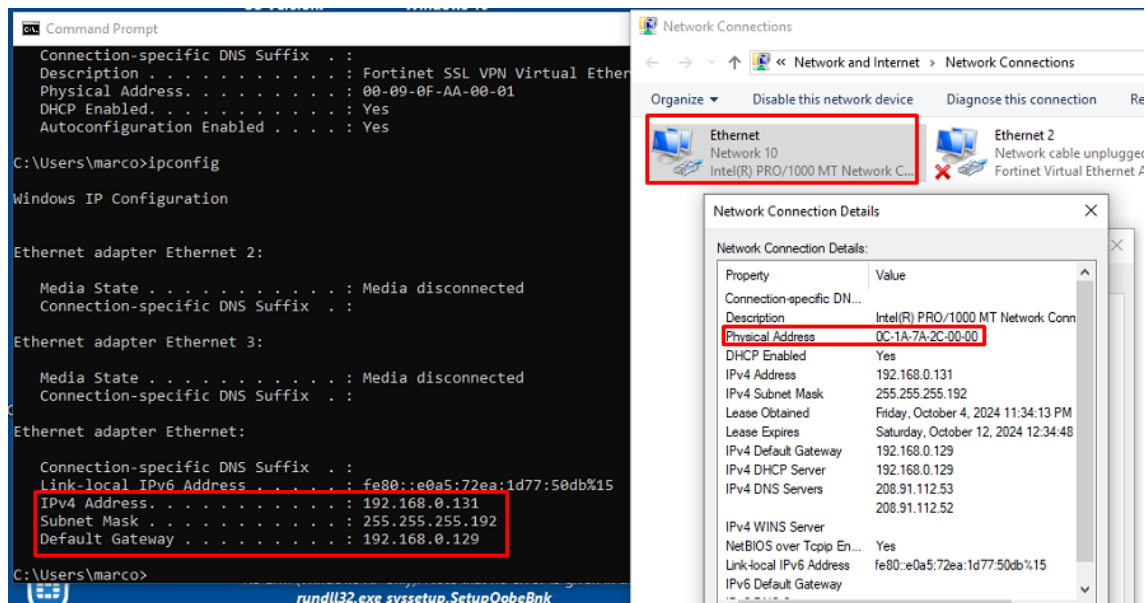 Command Prompt
Connection-specific DNS Suffix . :
Description . . . . . . . . . . . : Fortinet SSL VPN Virtual Ether
Physical Address. . . . . . . . . : 00-09-0F-AA-00-01
DHCP Enabled. . . . . . . . . . . : Yes
Autoconfiguration Enabled . . . . : Yes
C:\Users\marco>ipconfig
Windows IP Configuration
Ethernet adapter Ethernet 2:
Media State . . . . . . . . . . . : Media disconnected
Connection-specific DNS Suffix . :
Ethernet adapter Ethernet 3:
Media State . . . . . . . . . . . : Media disconnected
Connection-specific DNS Suffix . :
Ethernet adapter Ethernet:
Connection-specific DNS Suffix . :
Link-local IPv6 Address . . . . . : fe80::e0a5:72ea:1d77:50db%15
IPv4 Address. . . . . . . . . . . : 192.168.0.131
Subnet Mask . . . . . . . . . . . : 255.255.255.192
Default Gateway . . . . . . . . . : 192.168.0.129
C:\Users\marco>
rundll32.exe syssetup,SetupOobeBnk
Network Connections
« Network and Internet > Network Connections
Organize Disable this network device Diagnose this connection Re
Ethernet
Network 10
Intel(R) PRO/1000 MT Network C...
Ethernet 2
Network cable unplugged
Fortinet Virtual Ethernet A
Network Connection Details
Network Connection Details:
Property Value
Connection-specific DN...
Description Intel(R) PRO/1000 MT Network Conn
Physical Address 0C-1A-7A-2C-00-00
DHCP Enabled Yes
IPv4 Address 192.168.0.131
IPv4 Subnet Mask 255.255.255.192
Lease Obtained Friday, October 4, 2024 11:34:13 PM
Lease Expires Saturday, October 12, 2024 12:34:48
IPv4 Default Gateway 192.168.0.129
IPv4 DHCP Server 192.168.0.129
IPv4 DNS Servers 208.91.112.53
208.91.112.52
IPv4 WINS Server
NetBIOS over Tcpip En... Yes
Link-local IPv6 Address fe80::e0a5:72ea:1d77:50db%15
IPv6 Default Gateway